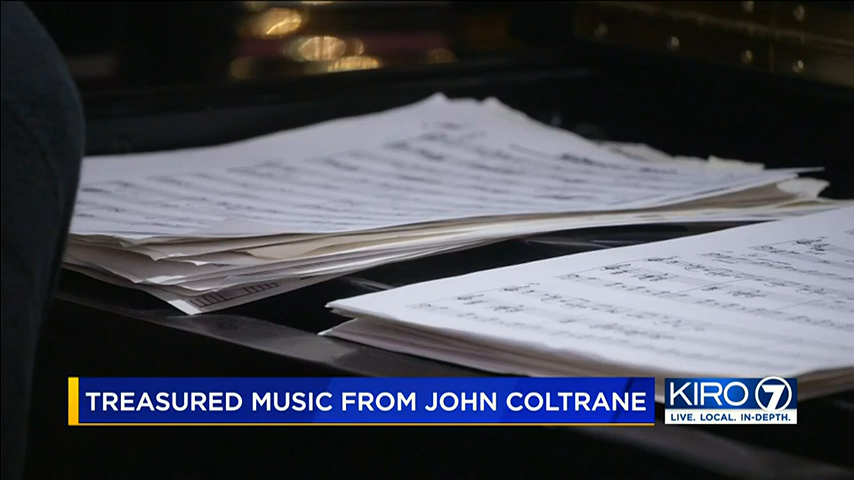 TREASURED MUSIC FROM JOHN COLTRANE
KIRO 7
LIVE. LOCAL. IN-DEPTH.